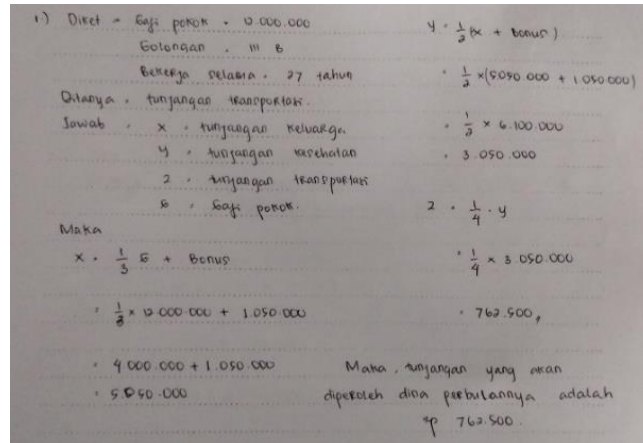 1.) Diket = Gaji pokok = 12.000.000
Golongan = III B
Bekerja selama = 27 tahun
Ditanya = tunjangan transportasi.
Jawab = x = tunjangan keluarga
y = tunjangan kesehatan
z = tunjangan transportasi
G = Gaji pokok.
Maka
x = 1/3 G + Bonus
= 1/3 × 12.000.000 + 1.050.000
= 4.000.000 + 1.050.000
= 5.050.000
y = 1/2 (x + bonus)
= 1/2 × (5.050.000 + 1.050.000)
= 1/2 × 6.100.000
= 3.050.000
z = 1/4 . y
= 1/4 × 3.050.000
= 762.500,
Maka, tunjangan yang akan
diperoleh dina perbulannya adalah
Rp 762.500.